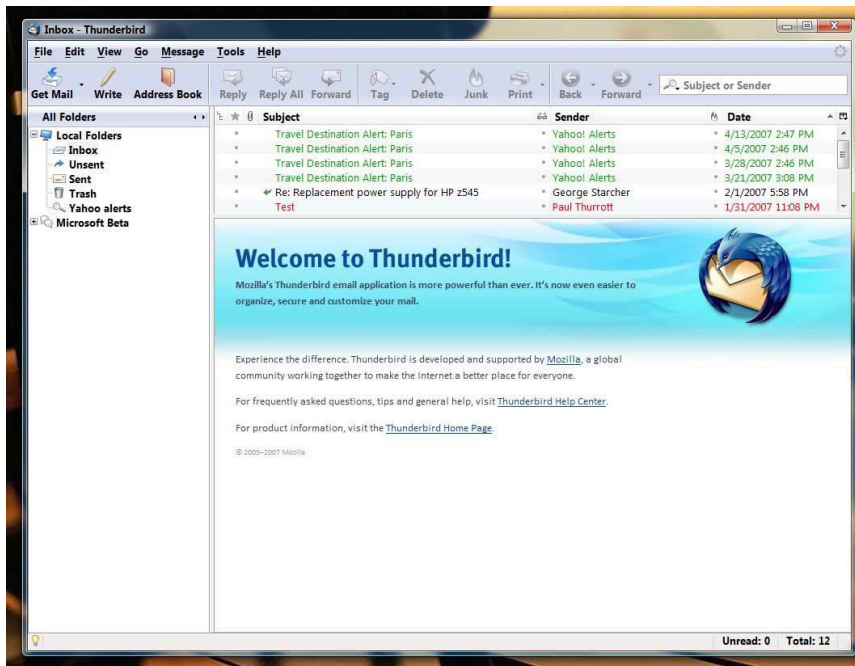 Inbox - Thunderbird
File Edit View Go Message Tools Help
Get Mail Write Address Book Reply Reply All Forward Tag Delete Junk Print Back Forward Subject or Sender
All Folders Subject Sender Date
Local Folders Travel Destination Alert: Paris Yahoo! Alerts 4/13/2007 2:47 PM
Inbox Travel Destination Alert: Paris Yahoo! Alerts 4/5/2007 2:46 PM
Unsent Travel Destination Alert: Paris Yahoo! Alerts 3/28/2007 2:46 PM
Sent Travel Destination Alert: Paris Yahoo! Alerts 3/21/2007 3:08 PM
Trash Re: Replacement power supply for HP z545 George Starcher 2/1/2007 5:58 PM
Yahoo alerts Test Paul Thurrott 1/31/2007 11:08 PM
Microsoft Beta
Welcome to Thunderbird!
Mozilla's Thunderbird email application is more powerful than ever. It's now even easier to
organize, secure and customize your mail.
Experience the difference. Thunderbird is developed and supported by Mozilla, a global
community working together to make the Internet a better place for everyone.
For frequently asked questions, tips and general help, visit Thunderbird Help Center.
For product information, visit the Thunderbird Home Page.
© 2005–2007 Mozilla
Unread: 0 Total: 12